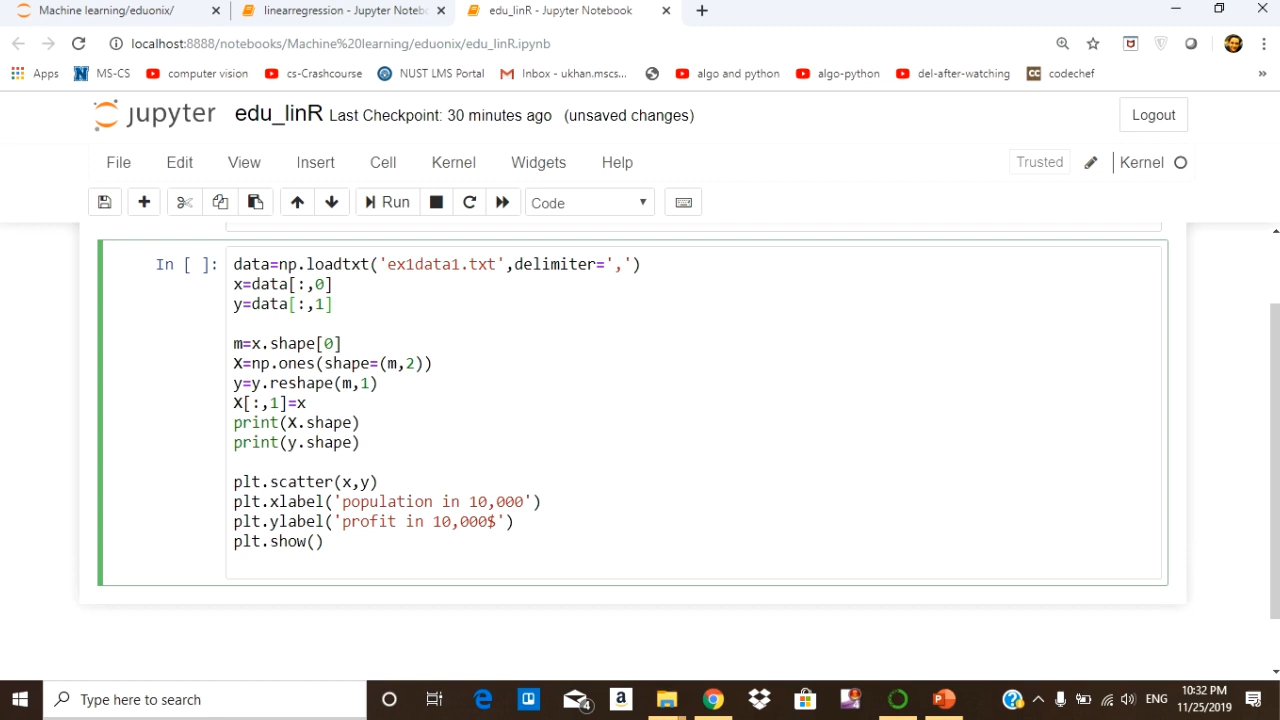 Machine learning/eduonix/
linearregression - Jupyter Noteb
edu_linR - Jupyter Notebook
localhost:8888/notebooks/Machine%20learning/eduonix/edu_linR.ipynb
Apps MS-CS computer vision cs-Crashcourse NUST LMS Portal Inbox - ukhan.mscs... algo and python algo-python del-after-watching CC codechef »
jupyter edu_linR Last Checkpoint: 30 minutes ago (unsaved changes) Logout
File Edit View Insert Cell Kernel Widgets Help Trusted Kernel
Run Code
In [ ]: data=np.loadtxt('ex1data1.txt',delimiter=',')
x=data[:,0]
y=data[:,1]
m=x.shape[0]
X=np.ones(shape=(m,2))
y=y.reshape(m,1)
X[:,1]=x
print(X.shape)
print(y.shape)
plt.scatter(x,y)
plt.xlabel('population in 10,000')
plt.ylabel('profit in 10,000$')
plt.show()
Type here to search
4
ENG
10:32 PM
11/25/2019